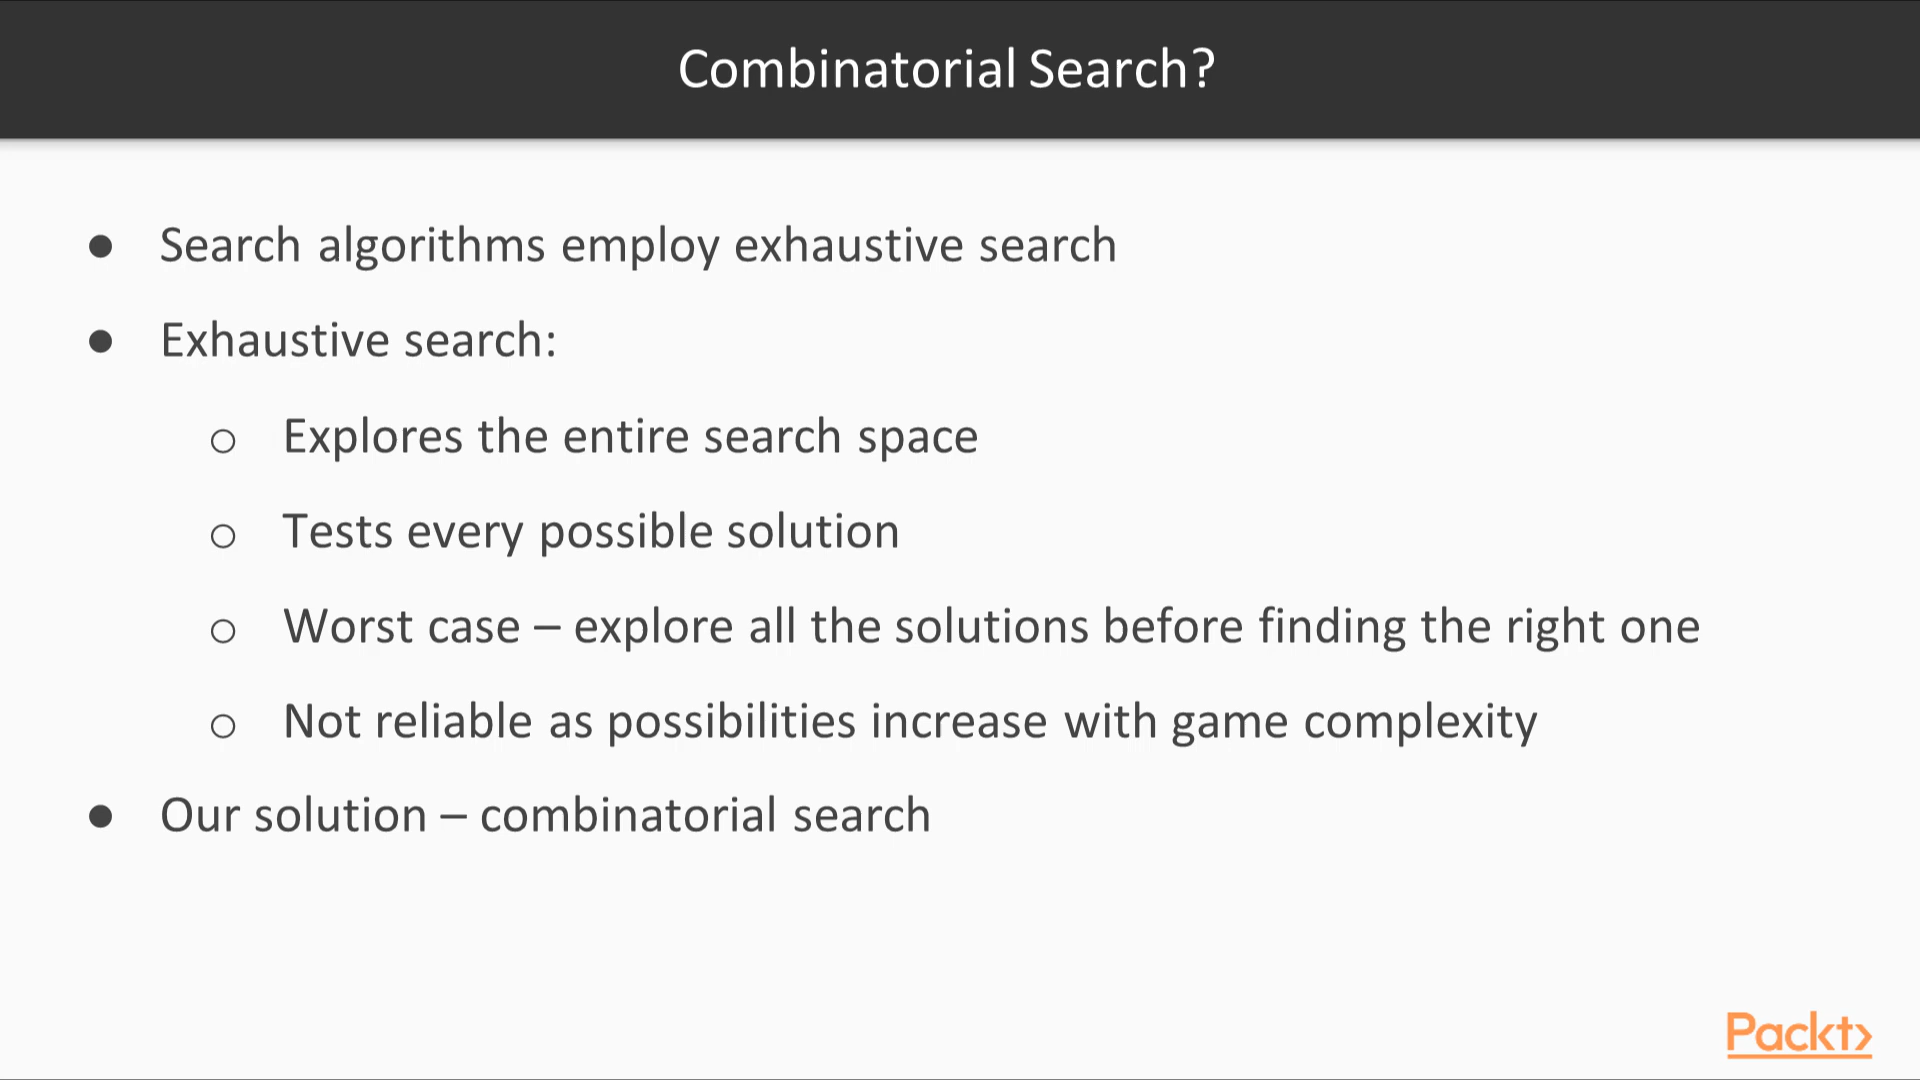 Combinatorial Search?
● Search algorithms employ exhaustive search
● Exhaustive search:
○ Explores the entire search space
○ Tests every possible solution
○ Worst case – explore all the solutions before finding the right one
○ Not reliable as possibilities increase with game complexity
● Our solution – combinatorial search
Packt>